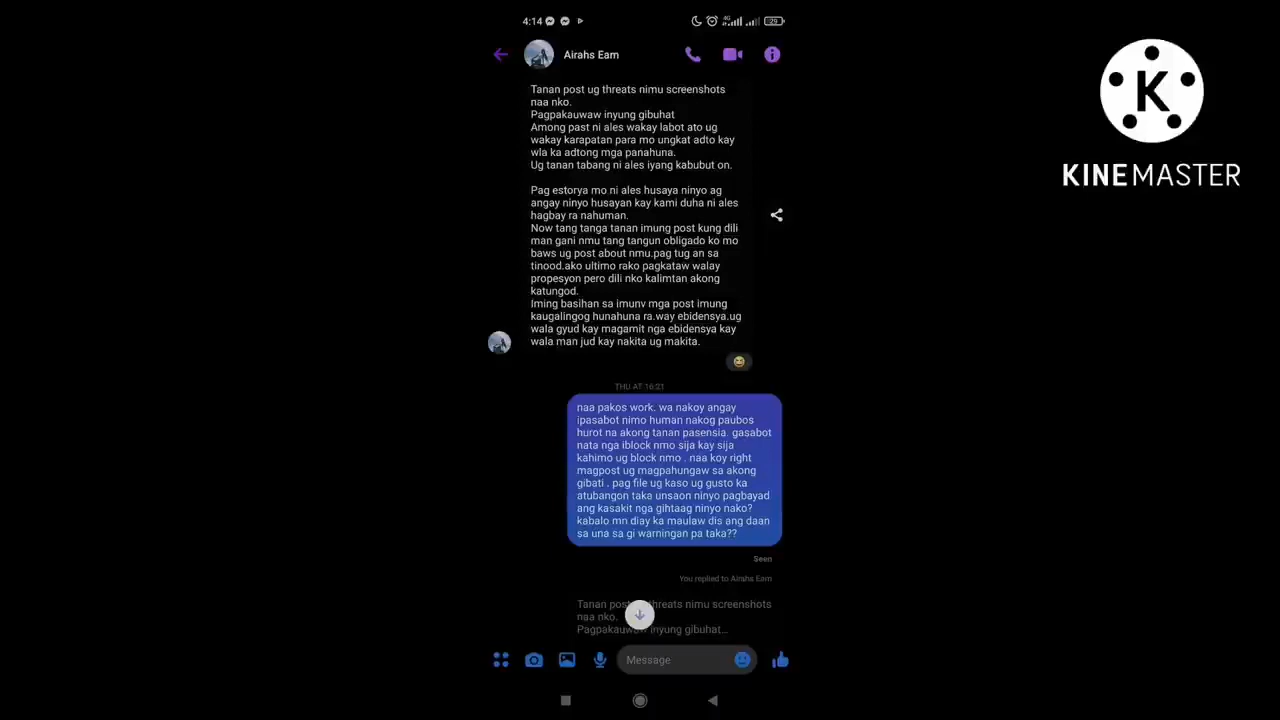 4:14
4G
29
Airahs Eam
Tanan post ug threats nimu screenshots
naa nko.
Pagpakauwaw inyung gibuhat
Among past ni ales wakay labot ato ug
wakay karapatan para mo ungkat adto kay
wla ka adtong mga panahuna.
Ug tanan tabang ni ales iyang kabubut on.
Pag estorya mo ni ales husaya ninyo ag
angay ninyo husayan kay kami duha ni ales
hagbay ra nahuman.
Now tang tanga tanan imung post kung dili
man gani nmu tang tangun obligado ko mo
baws ug post about nmu.pag tug an sa
tinood.ako ultimo rako pagkataw walay
propesyon pero dili nko kalimtan akong
katungod.
Iming basihan sa imunv mga post imung
kaugalingog hunahuna ra.way ebidensya.ug
wala gyud kay magamit nga ebidensya kay
wala man jud kay nakita ug makita.
THU AT 16:21
naa pakos work. wa nakoy angay
ipasabot nimo human nakog paubos
hurot na akong tanan pasensia. gasabot
nata nga iblock nmo sija kay sija
kahimo ug block nmo . naa koy right
magpost ug magpahungaw sa akong
gibati . pag file ug kaso ug gusto ka
atubangon taka unsaon ninyo pagbayad
ang kasakit nga gihtaag ninyo nako?
kabalo mn diay ka maulaw dis ang daan
sa una sa gi warningan pa taka??
Seen
You replied to Airahs Eam
Tanan post threats nimu screenshots
naa nko.
Pagpakauwaw inyung gibuhat...
Message
K
KINEMASTER